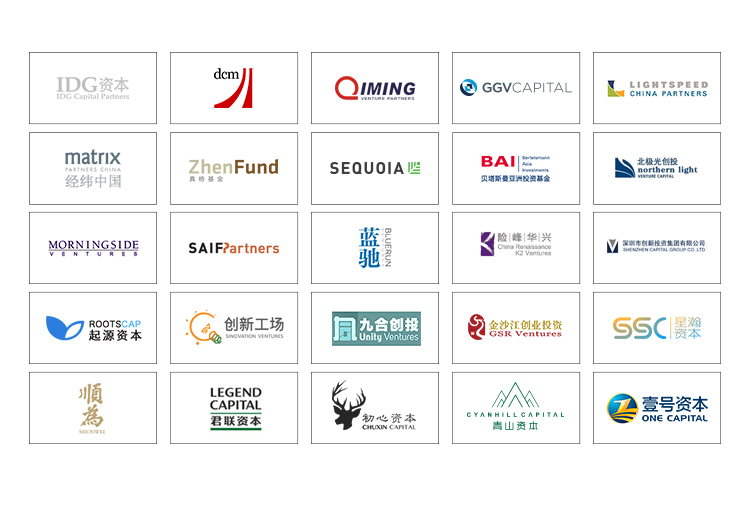 IDG资本
IDG Capital Partners
dcm
QIMING
VENTURE PARTNERS
GGVCAPITAL
LIGHTSPEED
CHINA PARTNERS
matrix
PARTNERS CHINA
经纬中国
ZhenFund
真格基金
SEQUOIA
BAI
Bertelsmann
Asia
Investments
贝塔斯曼亚洲投资基金
北极光创投
northern light
VENTURE CAPITAL
MORNINGSIDE
VENTURES
SAIFPartners
蓝驰
BLUERUN
险峰华兴
China Renaissance
K2 Ventures
深圳市创新投资集团有限公司
SHENZHEN CAPITAL GROUP CO.,LTD.
ROOTSCAP
起源资本
创新工场
SINOVATION VENTURES
九合创投
Unity Ventures
金沙江创业投资
GSR Ventures
SSC
星瀚
资本
順為
SHUNWEI
LEGEND
CAPITAL
君联资本
初心资本
CHUXIN CAPITAL
CYANHILL CAPITAL
青山资本
壹号资本
ONE CAPITAL